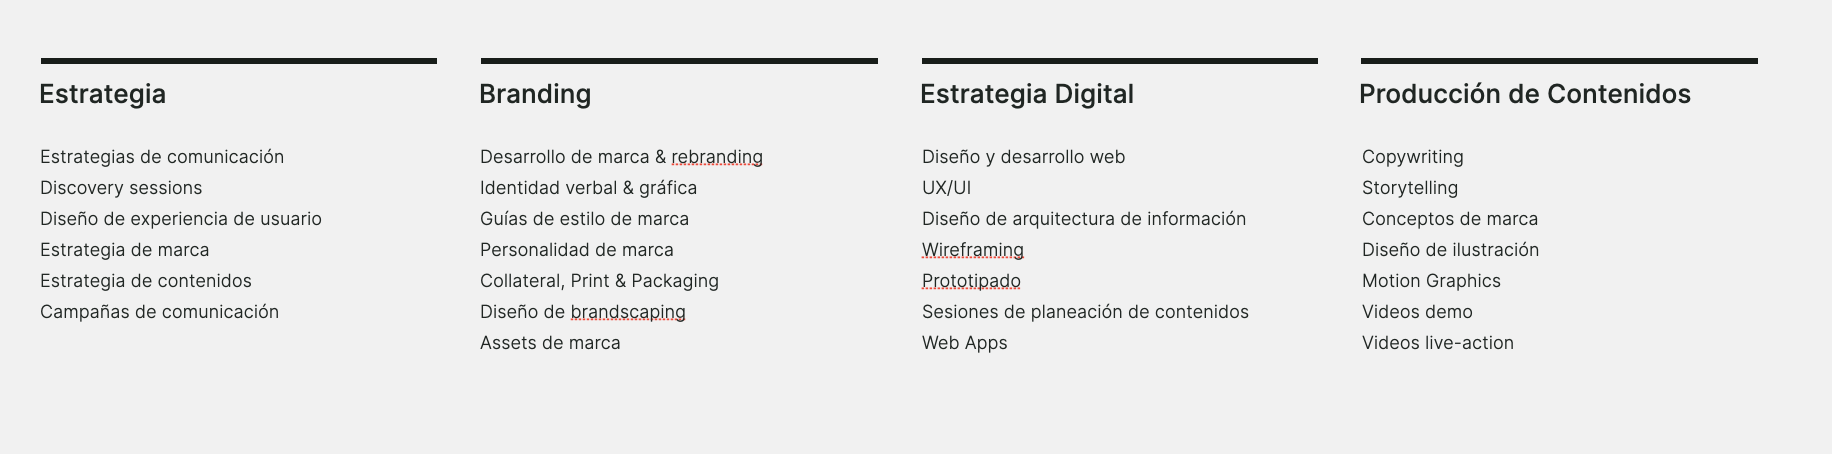 Estrategia
Estrategias de comunicación
Discovery sessions
Diseño de experiencia de usuario
Estrategia de marca
Estrategia de contenidos
Campañas de comunicación
Branding
Desarrollo de marca & rebranding
Identidad verbal & gráfica
Guías de estilo de marca
Personalidad de marca
Collateral, Print & Packaging
Diseño de brandscaping
Assets de marca
Estrategia Digital
Diseño y desarrollo web
UX/UI
Diseño de arquitectura de información
Wireframing
Prototipado
Sesiones de planeación de contenidos
Web Apps
Producción de Contenidos
Copywriting
Storytelling
Conceptos de marca
Diseño de ilustración
Motion Graphics
Videos demo
Videos live-action